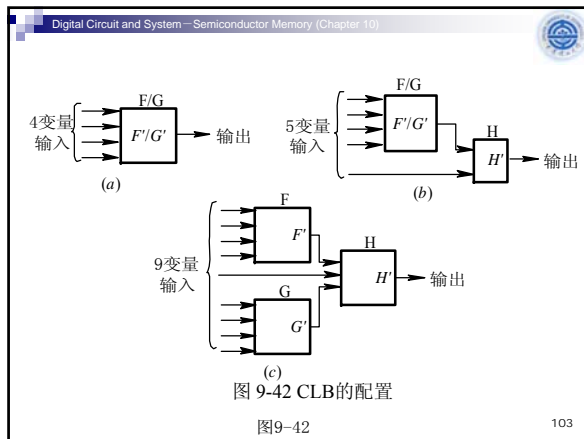 Digital Circuit and System－Semiconductor Memory (Chapter 10)
F/G
4变量
输入
F'/G'
输出
(a)
F/G
5变量
输入
F'/G'
H
H'
输出
(b)
F
F'
9变量
输入
H
H'
输出
G
G'
(c)
图 9-42 CLB的配置
图9-42
103